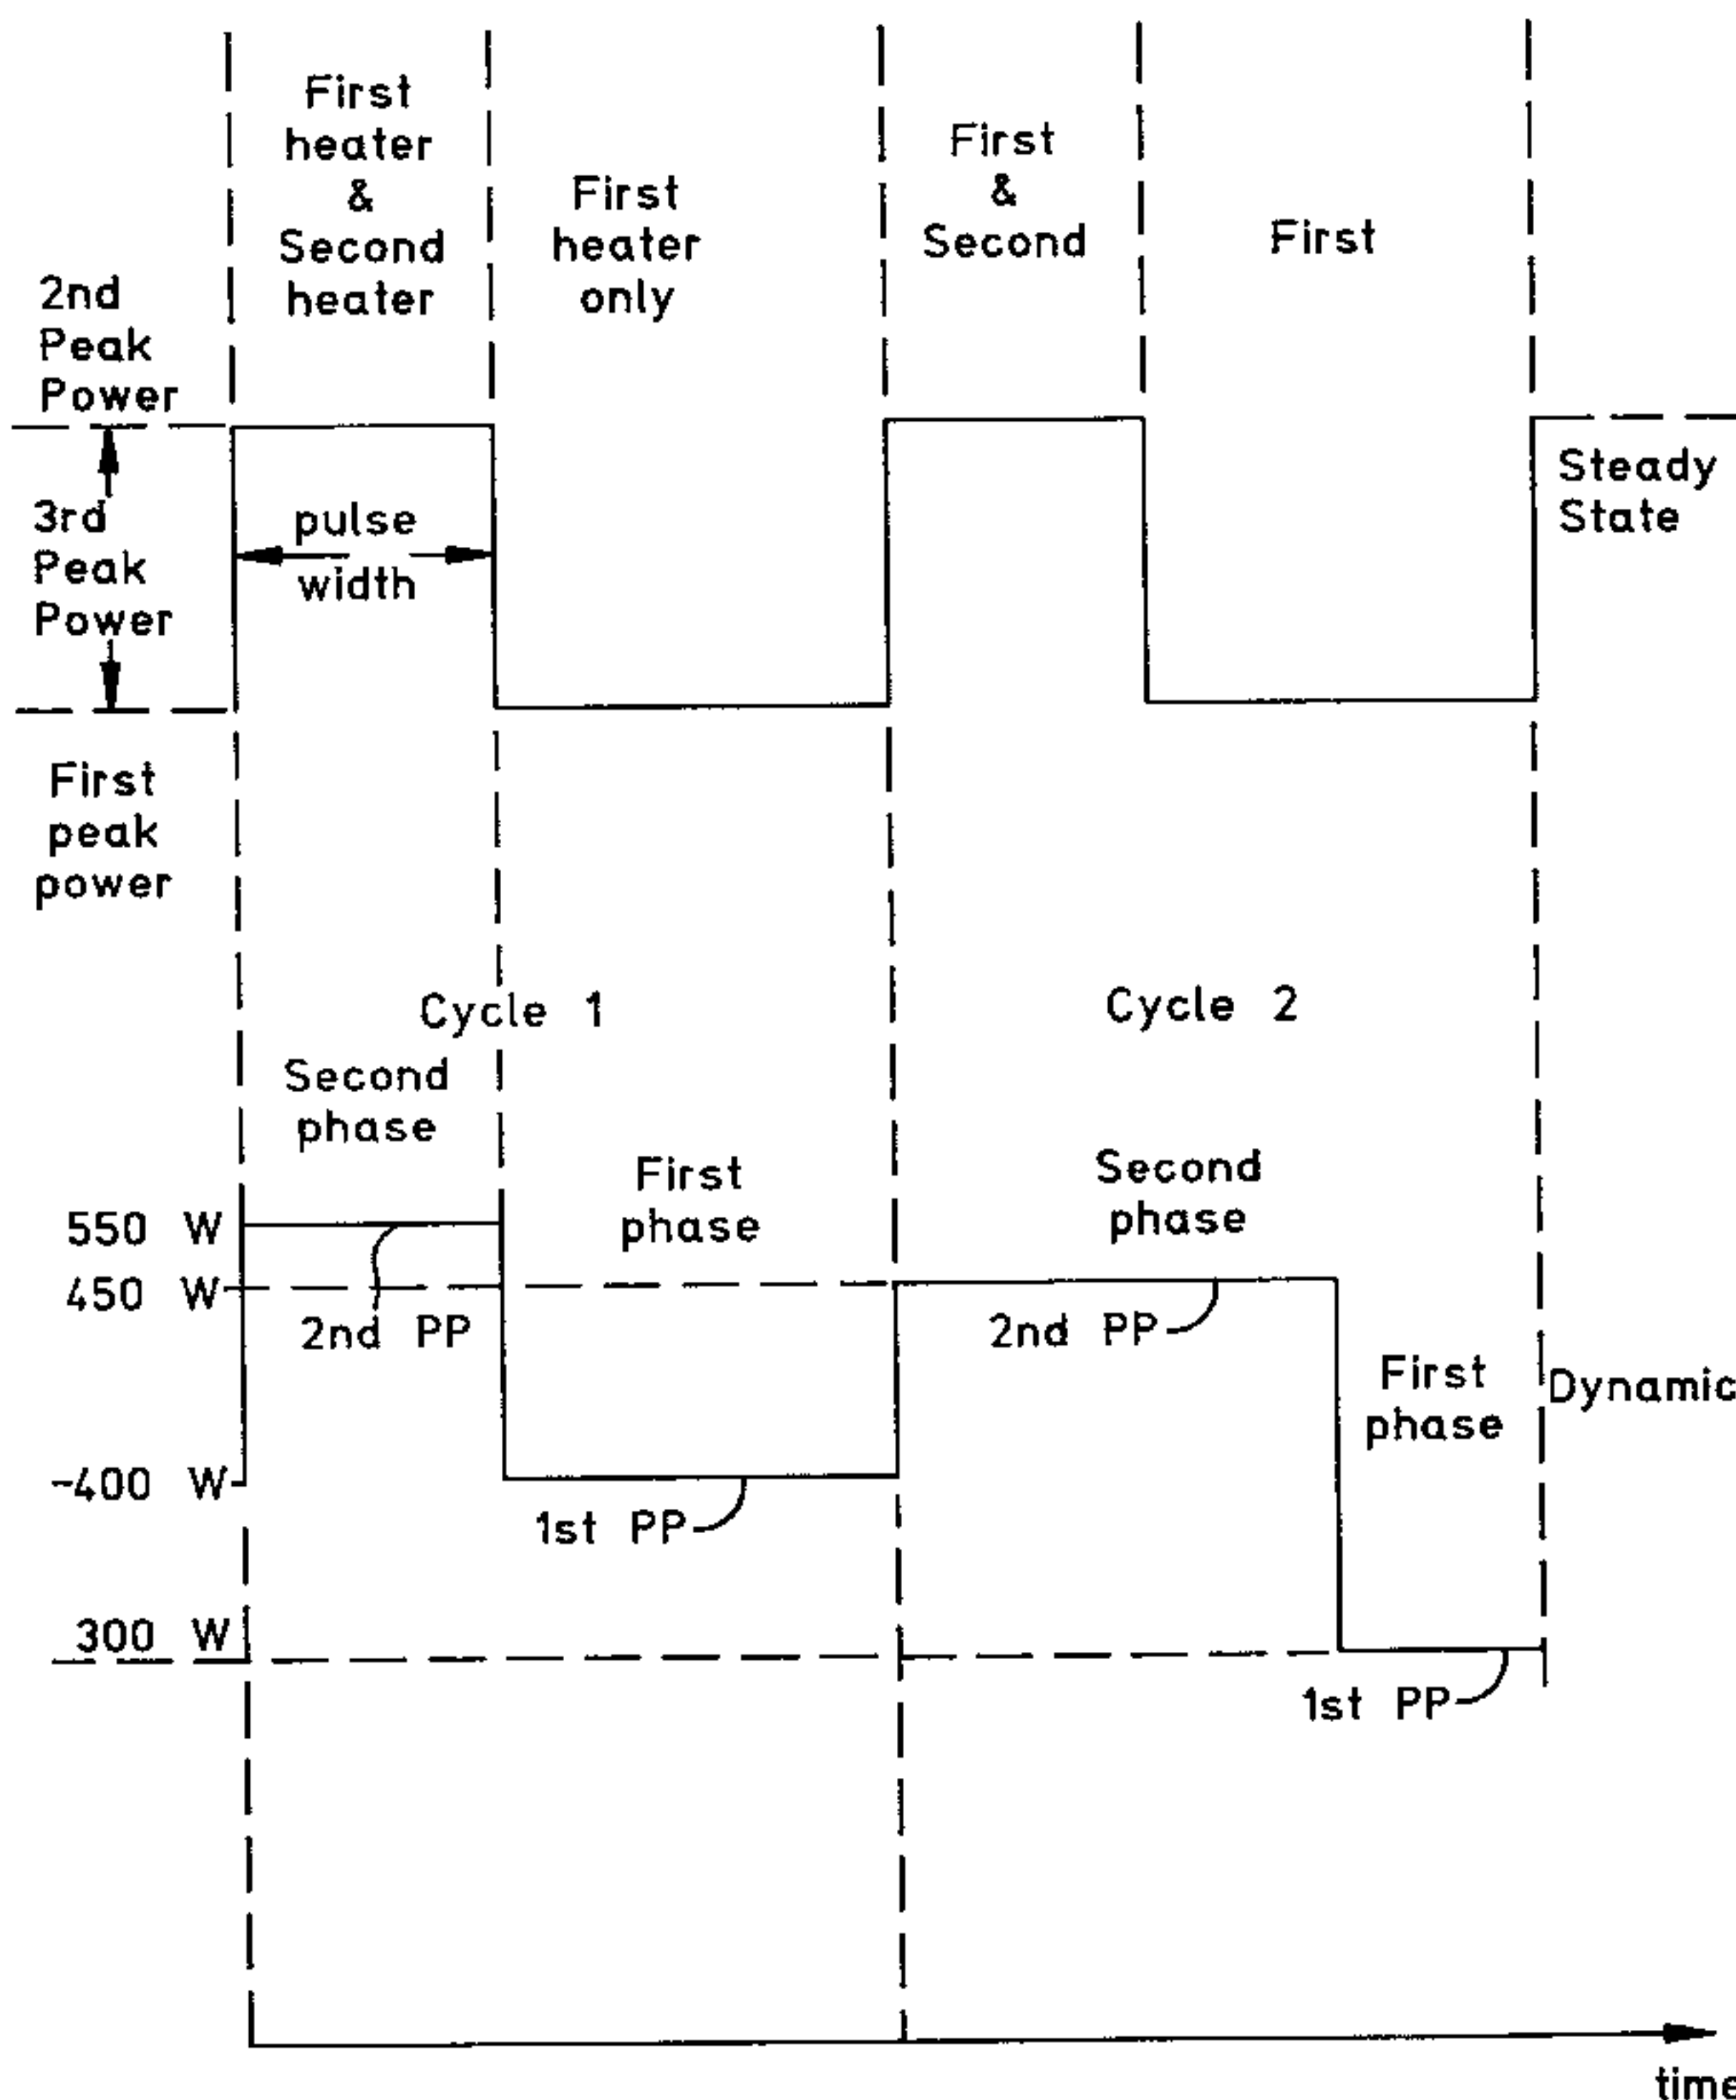 First
heater
&
Second
heater
First
heater
only
First
&
Second
First
2nd
Peak
Power
3rd
Peak
Power
First
peak
power
pulse
width
Steady
State
Cycle 1
Cycle 2
Second
phase
First
phase
Second
phase
550 W
450 W
2nd PP
2nd PP
First
phase
Dynamic
-400 W
1st PP
300 W
1st PP
time